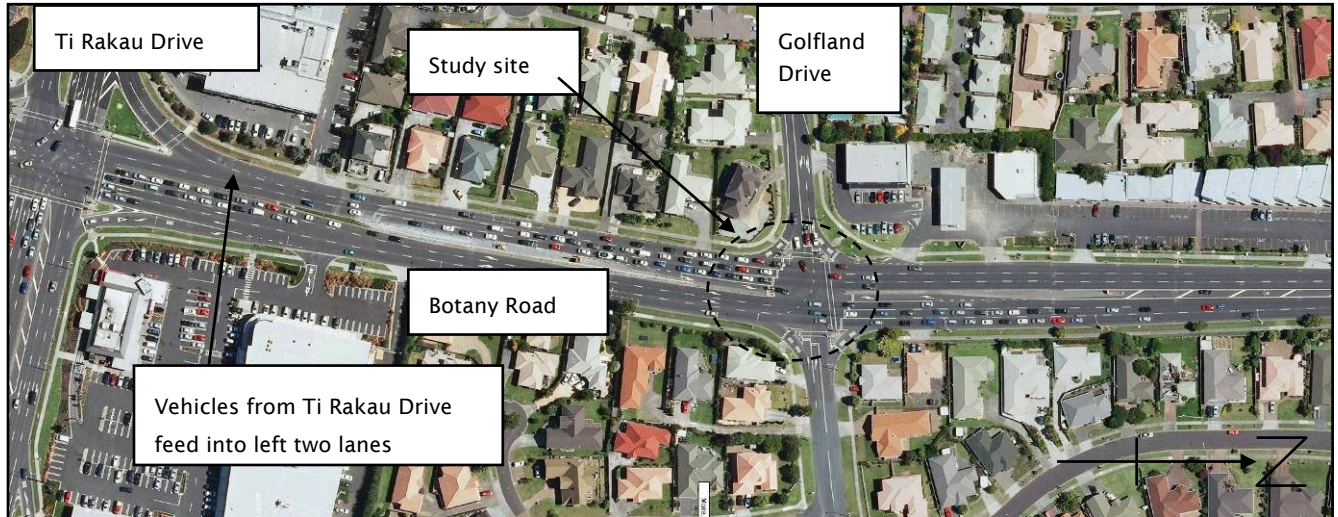 Ti Rakau Drive
Study site
Golfland
Drive
Botany Road
Vehicles from Ti Rakau Drive
feed into left two lanes